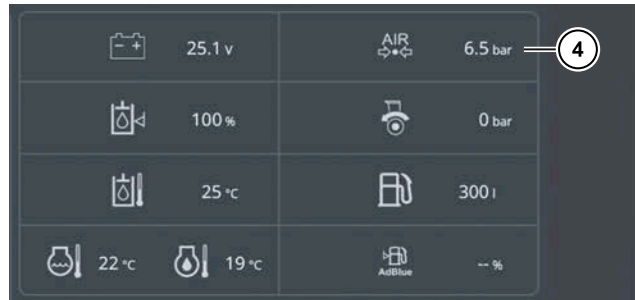 - +
25.1 v
AIR
6.5 bar
4
100 %
0 bar
25 °C
300 l
22 °C
19 °C
AdBlue
-- %